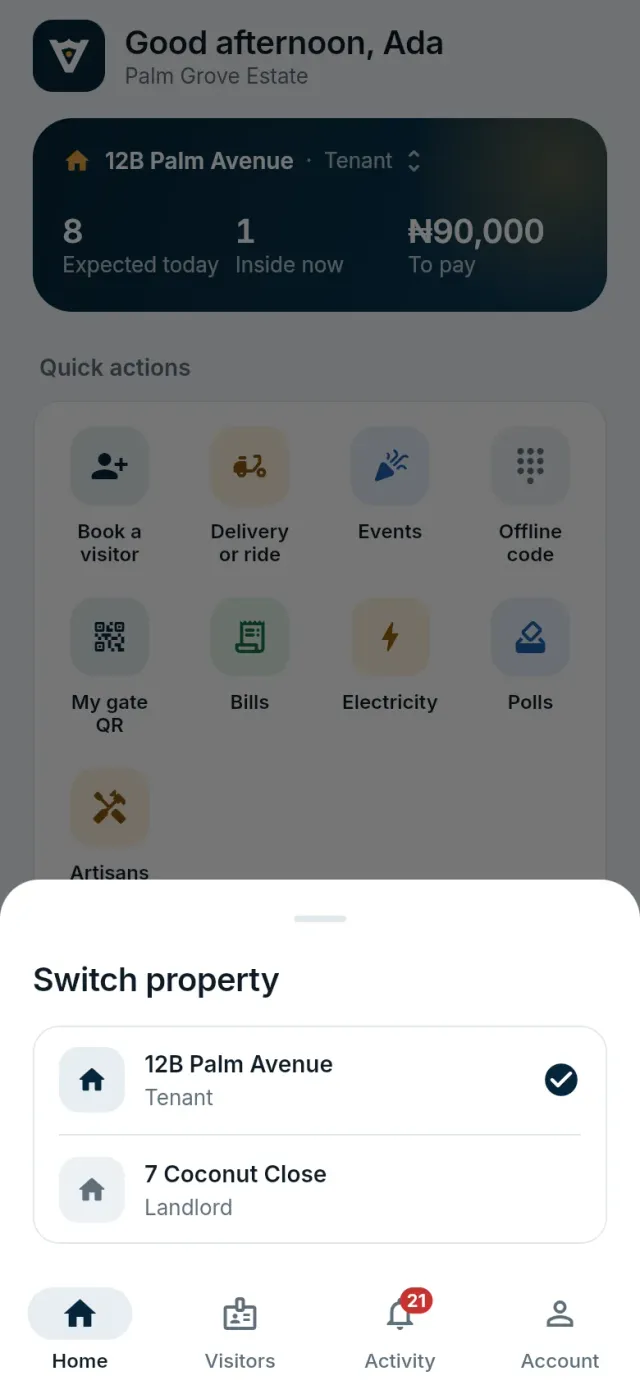 Good afternoon, Ada
Palm Grove Estate
12B Palm Avenue · Tenant
8
Expected today
1
Inside now
₦90,000
To pay
Quick actions
Book a
visitor
Delivery
or ride
Events
Offline
code
My gate
QR
Bills
Electricity
Polls
Artisans
Switch property
12B Palm Avenue
Tenant
7 Coconut Close
Landlord
21
Home
Visitors
Activity
Account